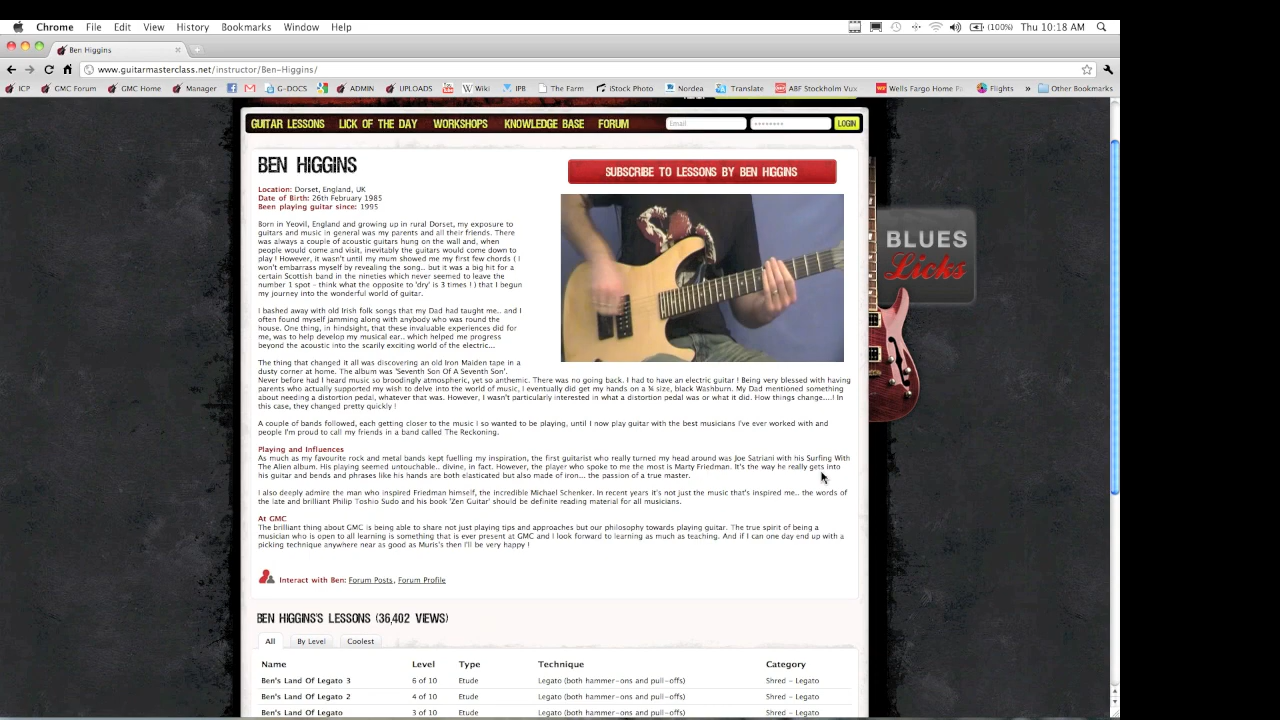 Chrome File Edit View History Bookmarks Window Help (100%) Thu 10:18 AM
Ben Higgins
www.guitarmasterclass.net/instructor/Ben-Higgins/
ICP GMC Forum GMC Home Manager G-DOCS ADMIN UPLOADS Wiki IPB The Farm iStock Photo Nordea Translate ABF Stockholm Vux Wells Fargo Home Flights » Other Bookmarks
GUITAR LESSONS LICK OF THE DAY WORKSHOPS KNOWLEDGE BASE FORUM Email LOGIN
BEN HIGGINS
SUBSCRIBE TO LESSONS BY BEN HIGGINS
Location: Dorset, England, UK
Date of Birth: 26th February 1985
Been playing guitar since: 1995
Born in Yeovil, England and growing up in rural Dorset, my exposure to
guitars and music in general was my parents and all their friends. There
was always a couple of acoustic guitars hung on the wall and, when
people would come and visit, inevitably the guitars would come down to
play ! However, it wasn't until my mum showed me my first few chords ( I
won't embarrass myself by revealing the song.. but it was a big hit for a
certain Scottish band in the nineties which never seemed to leave the
number 1 spot - think what the opposite to 'dry' is 3 times ! ) that I begun
my journey into the wonderful world of guitar.
I bashed away with old Irish folk songs that my Dad had taught me.. and I
often found myself jamming along with anybody who was round the
house. One thing, in hindsight, that these invaluable experiences did for
me, was to help develop my musical ear.. which helped me progress
beyond the acoustic into the scarily exciting world of the electric...
The thing that changed it all was discovering an old Iron Maiden tape in a
dusty corner at home. The album was 'Seventh Son Of A Seventh Son'.
Never before had I heard music so broodingly atmospheric, yet so anthemic. There was no going back. I had to have an electric guitar ! Being very blessed with having
parents who actually supported my wish to delve into the world of music, I eventually did get my hands on a ¾ size, black Washburn. My Dad mentioned something
about needing a distortion pedal, whatever that was. However, I wasn't particularly interested in what a distortion pedal was or what it did. How things change....! In
this case, they changed pretty quickly !
A couple of bands followed, each getting closer to the music I so wanted to be playing, until I now play guitar with the best musicians I've ever worked with and
people I'm proud to call my friends in a band called The Reckoning.
Playing and Influences
As much as my favourite rock and metal bands kept fuelling my inspiration, the first guitarist who really turned my head around was Joe Satriani with his Surfing With
The Alien album. His playing seemed untouchable.. divine, in fact. However, the player who spoke to me the most is Marty Friedman. It's the way he really gets into
his guitar and bends and phrases like his hands are both elasticated but also made of iron... the passion of a true master.
I also deeply admire the man who inspired Friedman himself, the incredible Michael Schenker. In recent years it's not just the music that's inspired me.. the words of
the late and brilliant Philip Toshio Sudo and his book 'Zen Guitar' should be definite reading material for all musicians.
At GMC
The brilliant thing about GMC is being able to share not just playing tips and approaches but our philosophy towards playing guitar. The true spirit of being a
musician who is open to all learning is something that is ever present at GMC and I look forward to learning as much as teaching. And if I can one day end up with a
picking technique anywhere near as good as Muris's then I'll be very happy !
Interact with Ben: Forum Posts, Forum Profile
BEN HIGGINS'S LESSONS (36,402 VIEWS)
All By Level Coolest
Name Level Type Technique Category
Ben's Land Of Legato 3 6 of 10 Etude Legato (both hammer-ons and pull-offs) Shred - Legato
Ben's Land Of Legato 2 4 of 10 Etude Legato (both hammer-ons and pull-offs) Shred - Legato
Ben's Land Of Legato 3 of 10 Etude Legato (both hammer-ons and pull-offs) Shred - Legato
BLUES
Licks